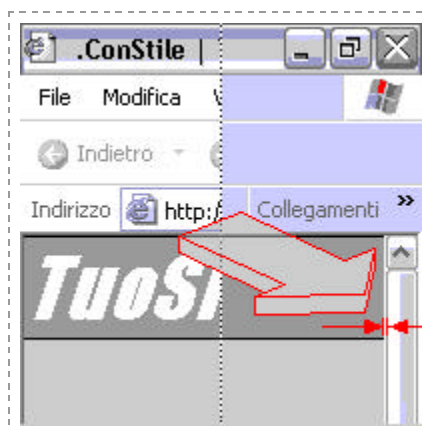 .ConStile |
File Modifica
Indietro
Indirizzo http:/ Collegamenti »
TuoSi